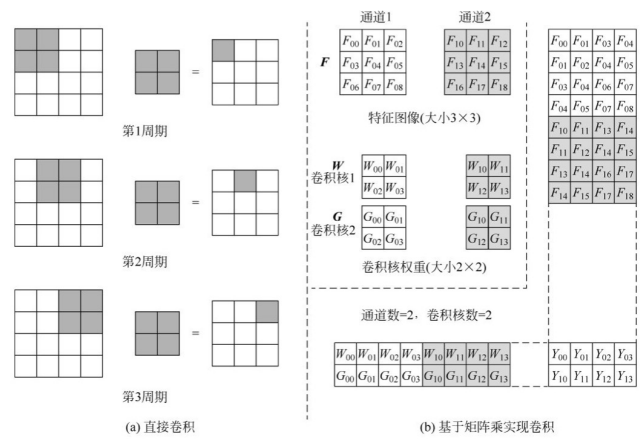 第1周期
=
第2周期
=
第3周期
=
(a) 直接卷积
通道1 通道2
F
F00 F01 F02
F03 F04 F05
F06 F07 F08
F10 F11 F12
F13 F14 F15
F16 F17 F18
特征图像(大小3×3)
W
卷积核1
W00 W01
W02 W03
W10 W11
W12 W13
G
卷积核2
G00 G01
G02 G03
G10 G11
G12 G13
卷积核权重(大小2×2)
F00 F01 F03 F04
F01 F02 F04 F05
F03 F04 F06 F07
F04 F05 F07 F08
F10 F11 F13 F14
F11 F12 F14 F15
F13 F14 F16 F17
F14 F15 F17 F18
通道数=2, 卷积核数=2
W00 W01 W02 W03 W10 W11 W12 W13
G00 G01 G02 G03 G10 G11 G12 G13
Y00 Y01 Y02 Y03
Y10 Y11 Y12 Y13
(b) 基于矩阵乘实现卷积